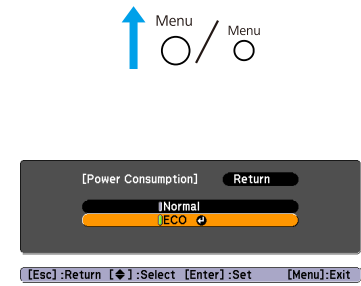 Menu
Menu
[Power Consumption] Return
Normal
ECO
[Esc] :Return [◆] :Select [Enter] :Set [Menu]:Exit